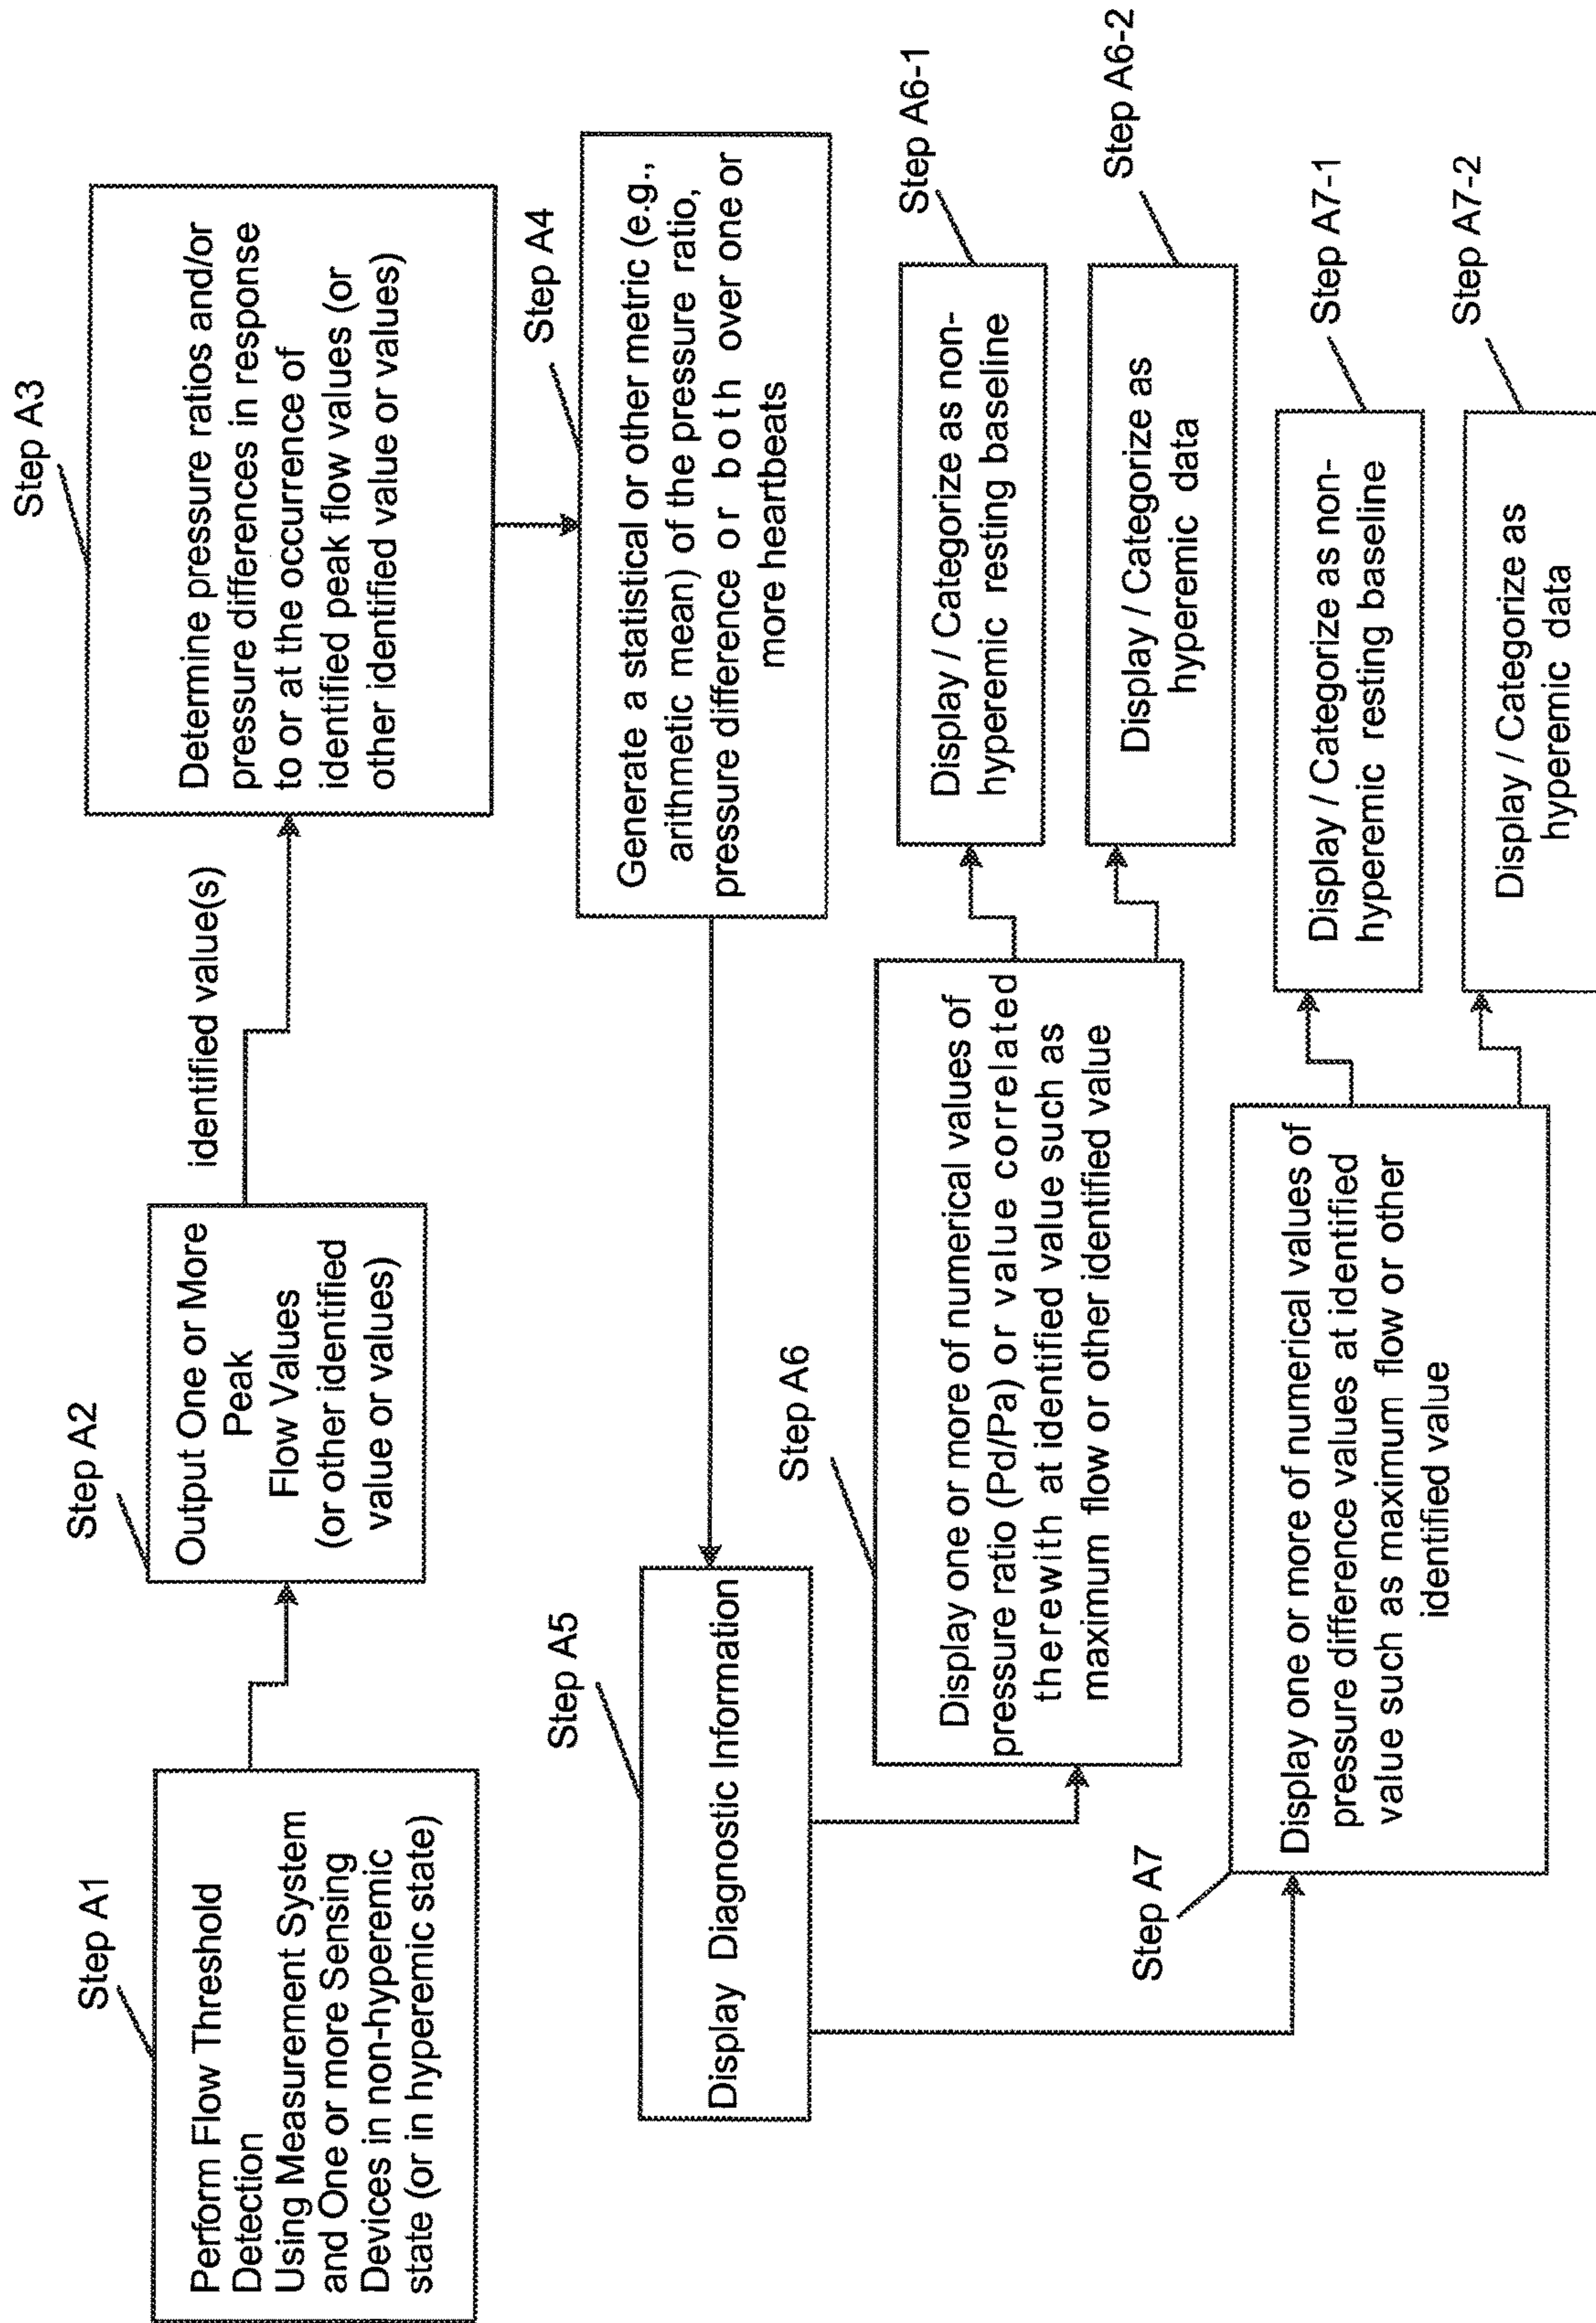 Step A1
Perform Flow Threshold
Detection
Using Measurement System
and One or more Sensing
Devices in non-hyperemic
state (or in hyperemic state)
Step A2
Output One or More
Peak
Flow Values
(or other identified
value or values)
identified value(s)
Step A3
Determine pressure ratios and/or
pressure differences in response
to or at the occurrence of
identified peak flow values (or
other identified value or values)
Step A4
Generate a statistical or other metric (e.g.,
arithmetic mean) of the pressure ratio,
pressure difference or both over one or
more heartbeats
Step A5
Display Diagnostic Information
Step A6
Display one or more of numerical values of
pressure ratio (Pd/Pa) or value correlated
therewith at identified value such as
maximum flow or other identified value
Step A6-1
Display / Categorize as non-
hyperemic resting baseline
Step A6-2
Display / Categorize as
hyperemic data
Step A7
Display one or more of numerical values of
pressure difference values at identified
value such as maximum flow or other
identified value
Step A7-1
Display / Categorize as non-
hyperemic resting baseline
Step A7-2
Display / Categorize as
hyperemic data